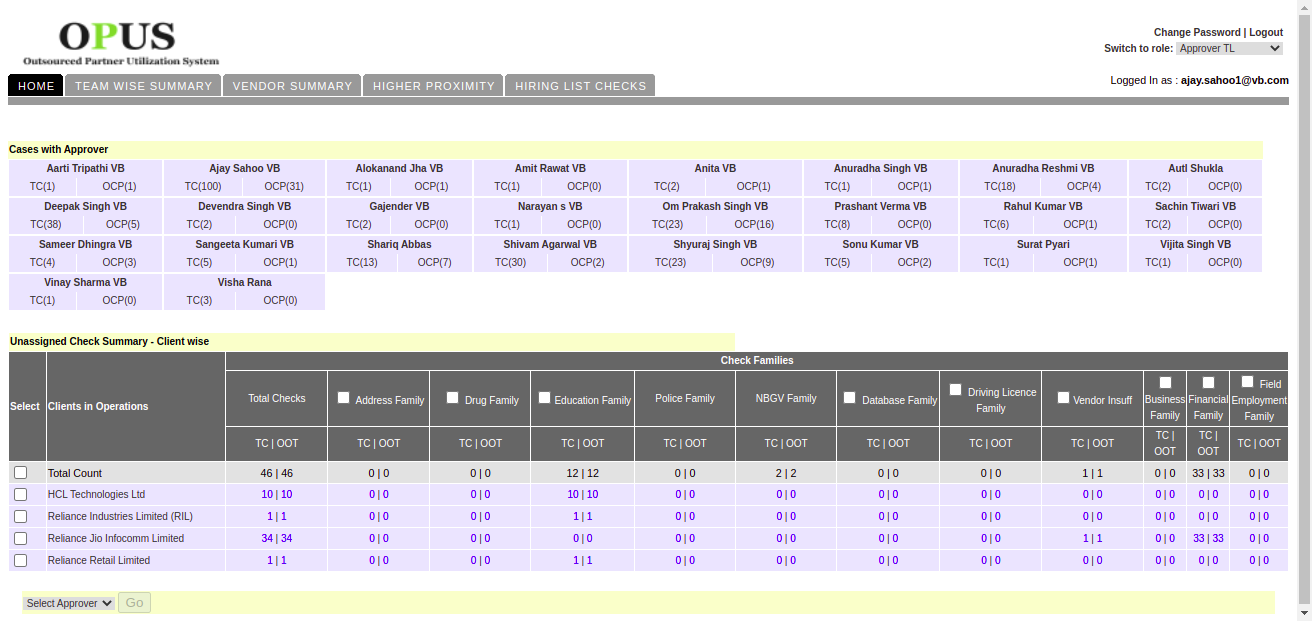 OPUS
Outsourced Partner Utilization System
Change Password | Logout
Switch to role: Approver TL
Logged In as : ajay.sahoo1@vb.com
HOME TEAM WISE SUMMARY VENDOR SUMMARY HIGHER PROXIMITY HIRING LIST CHECKS
Cases with Approver
Aarti Tripathi VB Ajay Sahoo VB Alokanand Jha VB Amit Rawat VB Anita VB Anuradha Singh VB Anuradha Reshmi VB Autl Shukla
TC(1) OCP(1) TC(100) OCP(31) TC(1) OCP(1) TC(1) OCP(0) TC(2) OCP(1) TC(1) OCP(1) TC(18) OCP(4) TC(2) OCP(0)
Deepak Singh VB Devendra Singh VB Gajender VB Narayan s VB Om Prakash Singh VB Prashant Verma VB Rahul Kumar VB Sachin Tiwari VB
TC(38) OCP(5) TC(2) OCP(0) TC(2) OCP(0) TC(1) OCP(0) TC(23) OCP(16) TC(8) OCP(0) TC(6) OCP(1) TC(2) OCP(0)
Sameer Dhingra VB Sangeeta Kumari VB Shariq Abbas Shivam Agarwal VB Shyuraj Singh VB Sonu Kumar VB Surat Pyari Vijita Singh VB
TC(4) OCP(3) TC(5) OCP(1) TC(13) OCP(7) TC(30) OCP(2) TC(23) OCP(9) TC(5) OCP(2) TC(1) OCP(1) TC(1) OCP(0)
Vinay Sharma VB Visha Rana
TC(1) OCP(0) TC(3) OCP(0)
Unassigned Check Summary - Client wise
Select Clients in Operations Check Families
Total Checks Address Family Drug Family Education Family Police Family NBGV Family Database Family Driving Licence Family Vendor Insuff Business Family Financial Family Field Employment Family
TC | OOT TC | OOT TC | OOT TC | OOT TC | OOT TC | OOT TC | OOT TC | OOT TC | OOT TC | OOT TC | OOT TC | OOT
Total Count 46 | 46 0 | 0 0 | 0 12 | 12 0 | 0 2 | 2 0 | 0 0 | 0 1 | 1 0 | 0 33 | 33 0 | 0
HCL Technologies Ltd 10 | 10 0 | 0 0 | 0 10 | 10 0 | 0 0 | 0 0 | 0 0 | 0 0 | 0 0 | 0 0 | 0 0 | 0
Reliance Industries Limited (RIL) 1 | 1 0 | 0 0 | 0 1 | 1 0 | 0 0 | 0 0 | 0 0 | 0 0 | 0 0 | 0 0 | 0 0 | 0
Reliance Jio Infocomm Limited 34 | 34 0 | 0 0 | 0 0 | 0 0 | 0 0 | 0 0 | 0 0 | 0 1 | 1 0 | 0 33 | 33 0 | 0
Reliance Retail Limited 1 | 1 0 | 0 0 | 0 1 | 1 0 | 0 0 | 0 0 | 0 0 | 0 0 | 0 0 | 0 0 | 0 0 | 0
Select Approver Go